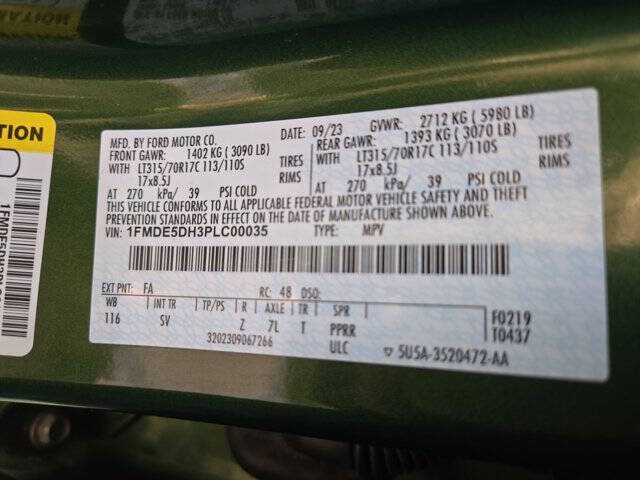 MFD. BY FORD MOTOR CO.
DATE: 09/23 GVWR: 2712 KG ( 5980 LB)
FRONT GAWR: 1402 KG ( 3090 LB)
REAR GAWR: 1393 KG ( 3070 LB)
WITH LT315/70R17C 113/110S TIRES
WITH LT315/70R17C 113/110S TIRES
17x8.5J RIMS
17x8.5J RIMS
AT 270 kPa/ 39 PSI COLD
AT 270 kPa/ 39 PSI COLD
THIS VEHICLE CONFORMS TO ALL APPLICABLE FEDERAL MOTOR VEHICLE SAFETY AND THEFT
PREVENTION STANDARDS IN EFFECT ON THE DATE OF MANUFACTURE SHOWN ABOVE.
VIN: 1FMDE5DH3PLC00035 TYPE: MPV
EXT PNT: FA RC: 48 DSO:
WB INT TR TP/PS R AXLE TR SPR F0219
116 SV Z 7L T PPRR T0437
3202309067266 ULC 5U5A-3520472-AA
ATION